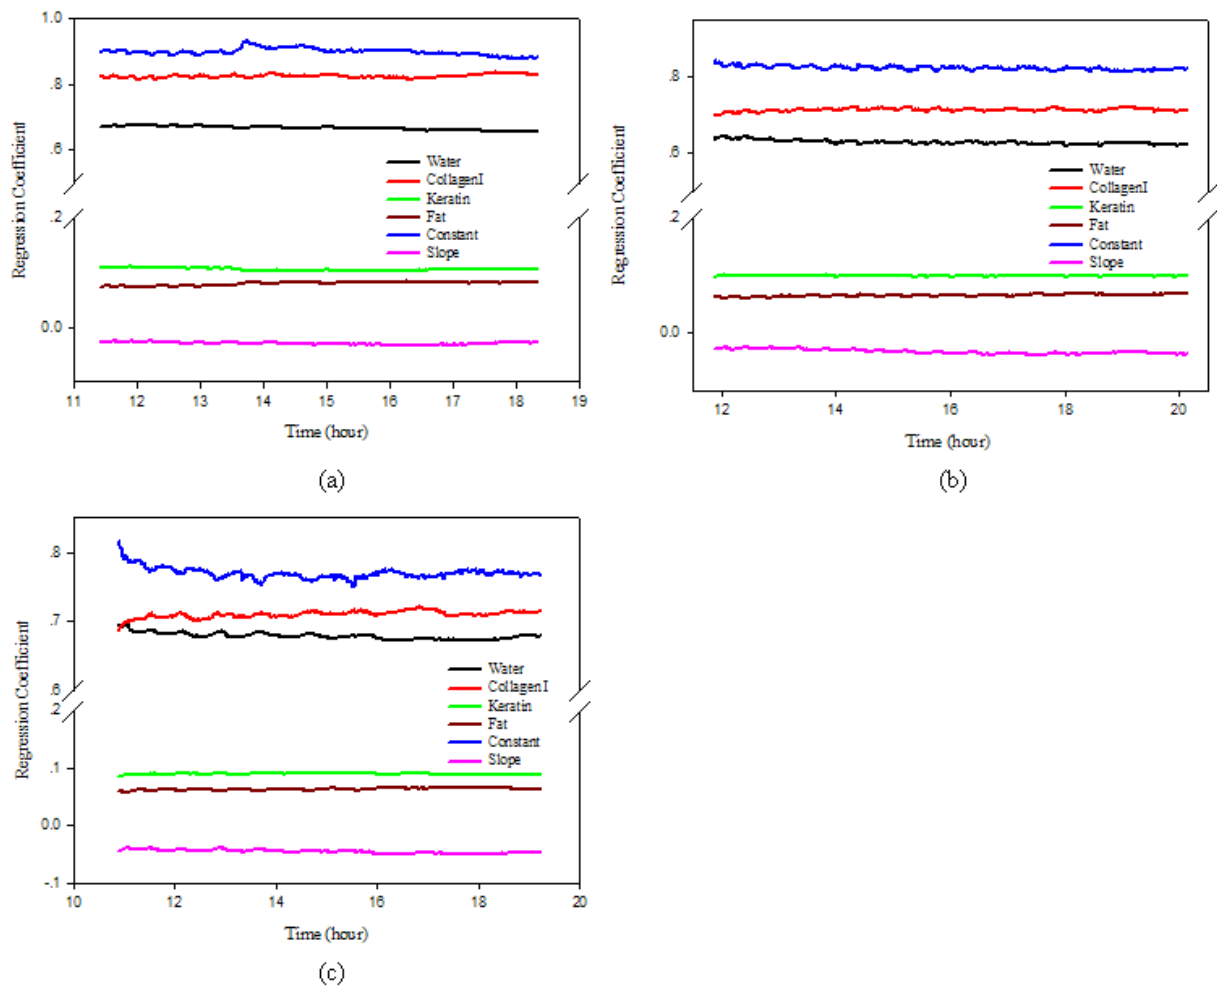 1.0
.8
.6
.2
0.0
Regression Coefficient
Water
CollagenI
Keratin
Fat
Constant
Slope
11 12 13 14 15 16 17 18 19
Time (hour)
(a)
.8
.6
.2
0.0
Regression Coefficient
Water
CollagenI
Keratin
Fat
Constant
Slope
12 14 16 18 20
Time (hour)
(b)
.8
.7
.6
.2
.1
0.0
-.1
Regression Coefficient
Water
CollagenI
Keratin
Fat
Constant
Slope
10 12 14 16 18 20
Time (hour)
(c)